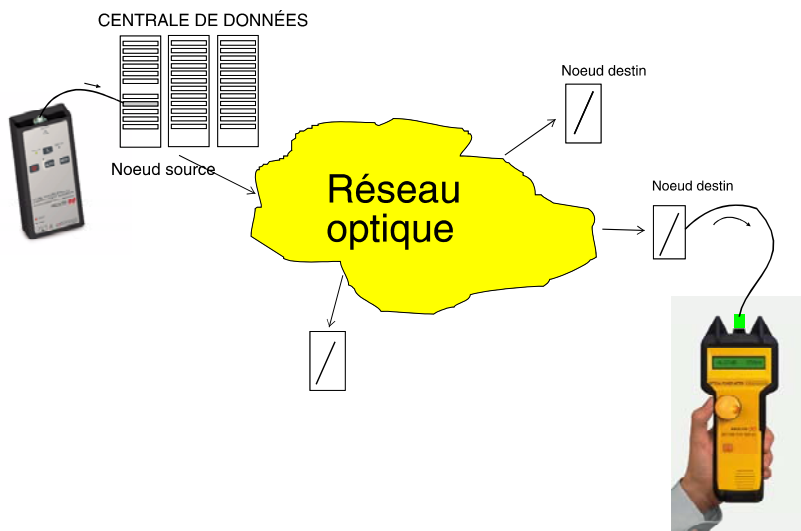 CENTRALE DE DONNÉES
Noeud destin
Noeud source
Réseau
optique
Noeud destin